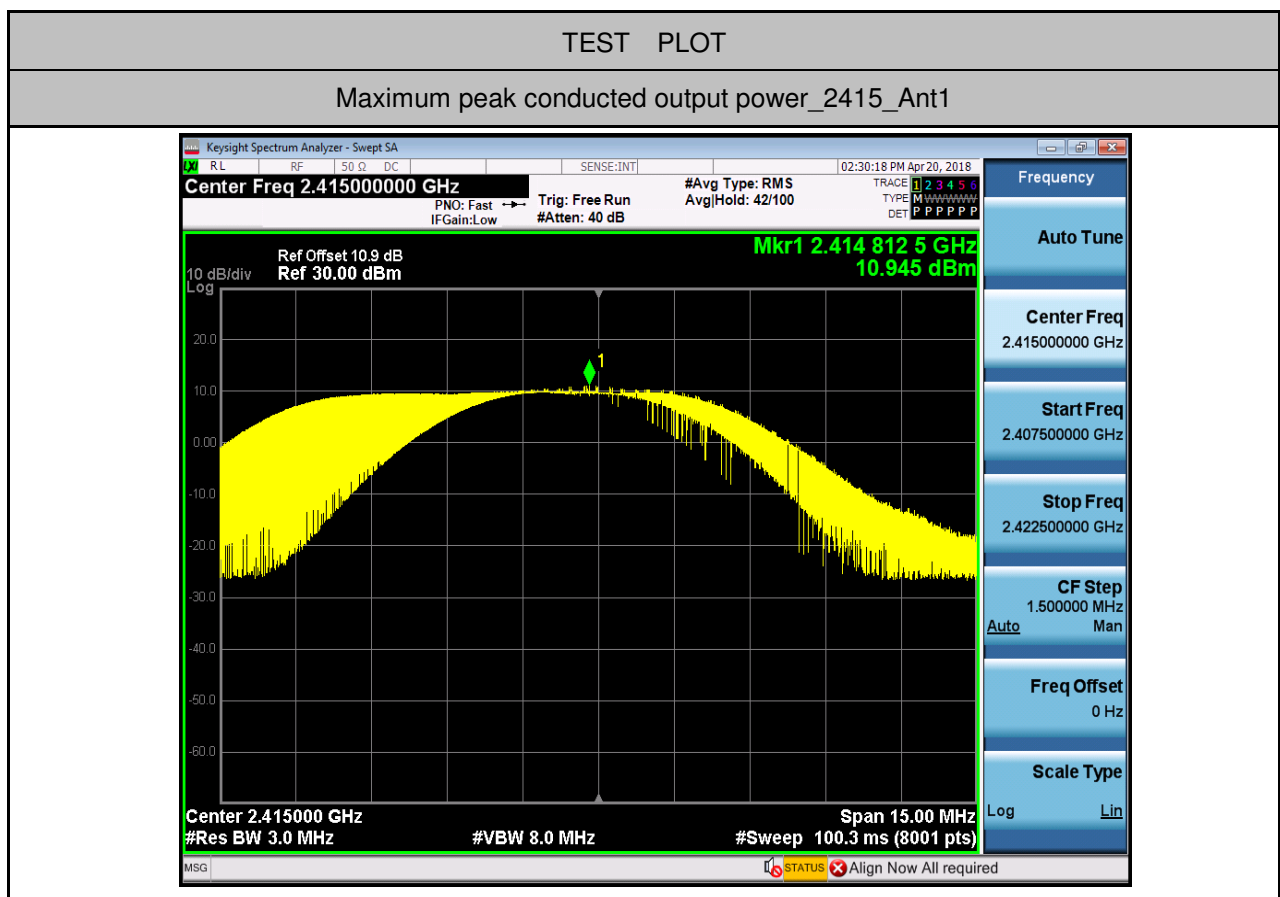 TEST PLOT
Maximum peak conducted output power_2415_Ant1
Keysight Spectrum Analyzer - Swept SA
LXI RL RF 50 Ω DC SENSE:INT 02:30:18 PM Apr 20, 2018
Center Freq 2.415000000 GHz
PNO: Fast
IFGain:Low
Trig: Free Run
#Atten: 40 dB
#Avg Type: RMS
Avg|Hold: 42/100
TRACE 1 2 3 4 5 6
TYPE M W W W W W
DET P P P P P P
Mkr1 2.414 812 5 GHz
10.945 dBm
Ref Offset 10.9 dB
10 dB/div Ref 30.00 dBm
Log
20.0
10.0
0.00
-10.0
-20.0
-30.0
-40.0
-50.0
-60.0
1
Center 2.415000 GHz Span 15.00 MHz
#Res BW 3.0 MHz #VBW 8.0 MHz #Sweep 100.3 ms (8001 pts)
Frequency
Auto Tune
Center Freq
2.415000000 GHz
Start Freq
2.407500000 GHz
Stop Freq
2.422500000 GHz
CF Step
1.500000 MHz
Auto Man
Freq Offset
0 Hz
Scale Type
Log Lin
MSG STATUS Align Now All required